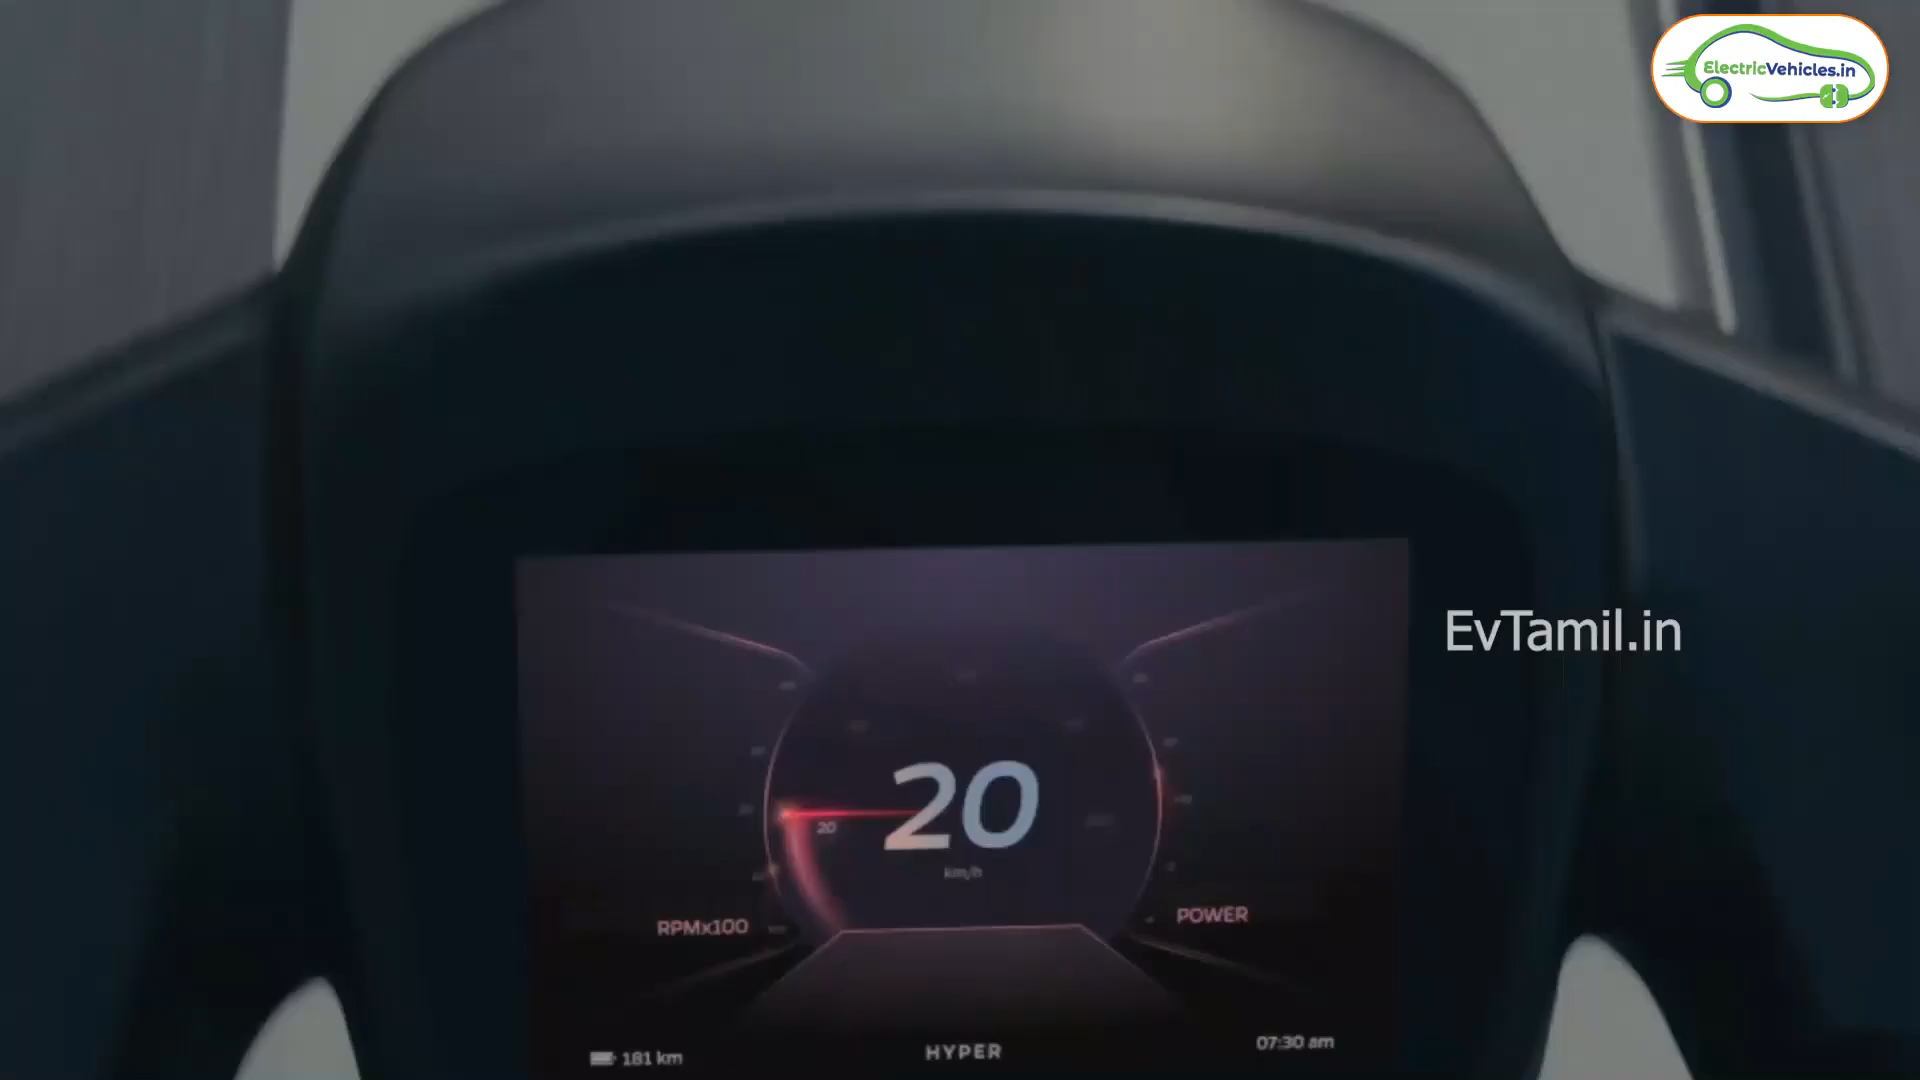 ElectricVehicles.in
EvTamil.in
20
20
km/h
RPMx100
POWER
181 km
HYPER
07:30 am